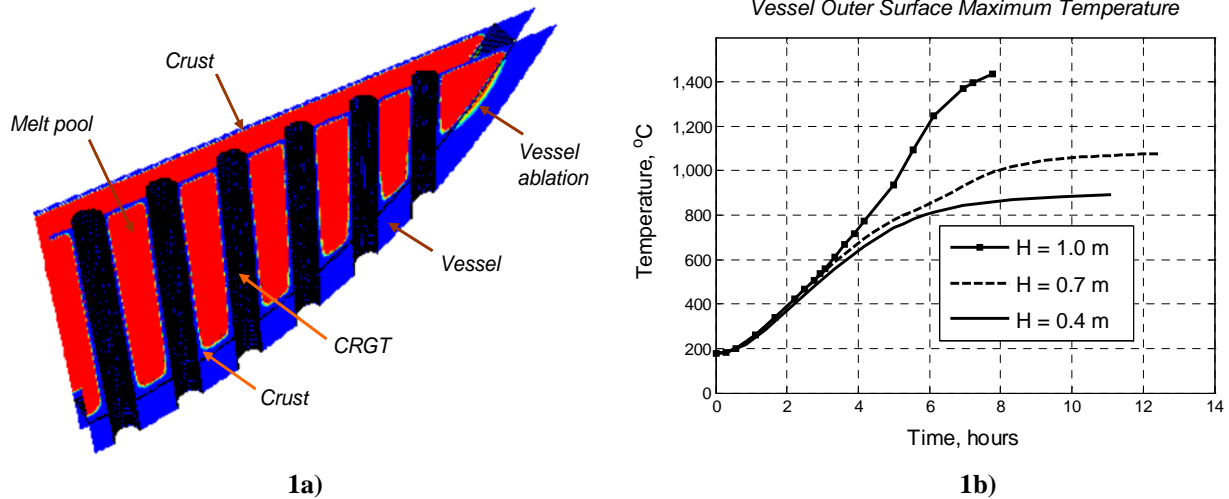 Crust
Melt pool
Vessel
ablation
Vessel
CRGT
Crust
1a)
Vessel Outer Surface Maximum Temperature
Temperature, °C
1,400
1,200
1,000
800
600
400
200
0
H = 1.0 m
H = 0.7 m
H = 0.4 m
0 2 4 6 8 10 12 14
Time, hours
1b)